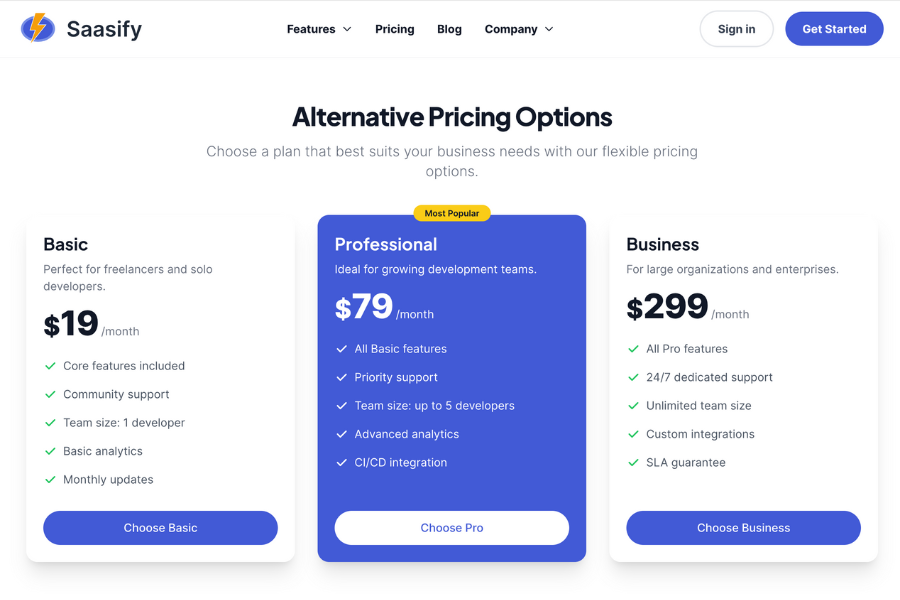 Saasify
Features
Pricing
Blog
Company
Sign in
Get Started
Alternative Pricing Options
Choose a plan that best suits your business needs with our flexible pricing
options.
Basic
Perfect for freelancers and solo
developers.
$19 /month
Core features included
Community support
Team size: 1 developer
Basic analytics
Monthly updates
Choose Basic
Most Popular
Professional
Ideal for growing development teams.
$79 /month
All Basic features
Priority support
Team size: up to 5 developers
Advanced analytics
CI/CD integration
Choose Pro
Business
For large organizations and enterprises.
$299 /month
All Pro features
24/7 dedicated support
Unlimited team size
Custom integrations
SLA guarantee
Choose Business